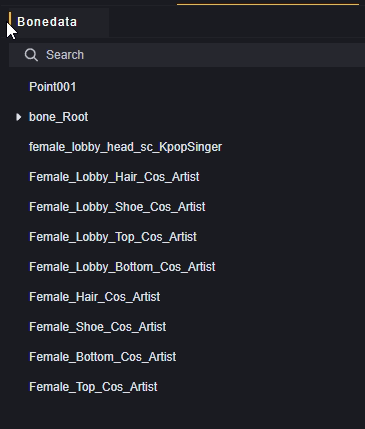 Bonedata
Search
Point001
bone_Root
female_lobby_head_sc_KpopSinger
Female_Lobby_Hair_Cos_Artist
Female_Lobby_Shoe_Cos_Artist
Female_Lobby_Top_Cos_Artist
Female_Lobby_Bottom_Cos_Artist
Female_Hair_Cos_Artist
Female_Shoe_Cos_Artist
Female_Bottom_Cos_Artist
Female_Top_Cos_Artist